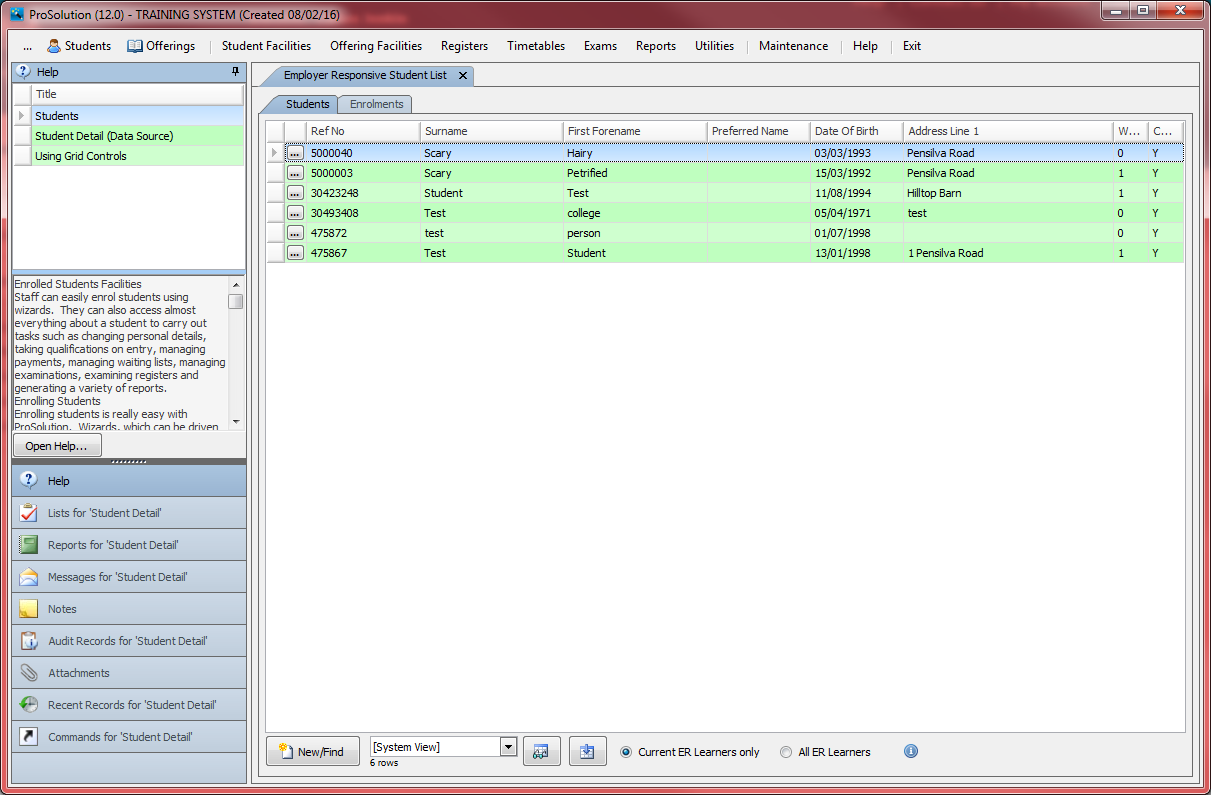 ProSolution (12.0) - TRAINING SYSTEM (Created 08/02/16)
... Students Offerings Student Facilities Offering Facilities Registers Timetables Exams Reports Utilities Maintenance Help Exit
Help
Title
Students
Student Detail (Data Source)
Using Grid Controls
Enrolled Students Facilities
Staff can easily enrol students using
wizards. They can also access almost
everything about a student to carry out
tasks such as changing personal details,
taking qualifications on entry, managing
payments, managing waiting lists, managing
examinations, examining registers and
generating a variety of reports.
Enrolling Students
Enrolling students is really easy with
ProSolution. Wizards, which can be driven
Open Help...
Help
Lists for 'Student Detail'
Reports for 'Student Detail'
Messages for 'Student Detail'
Notes
Audit Records for 'Student Detail'
Attachments
Recent Records for 'Student Detail'
Commands for 'Student Detail'
Employer Responsive Student List
Students Enrolments
Ref No Surname First Forename Preferred Name Date Of Birth Address Line 1 W... C...
... 5000040 Scary Hairy 03/03/1993 Pensilva Road 0 Y
... 5000003 Scary Petrified 15/03/1992 Pensilva Road 1 Y
... 30423248 Student Test 11/08/1994 Hilltop Barn 1 Y
... 30493408 Test college 05/04/1971 test 0 Y
... 475872 test person 01/07/1998 0 Y
... 475867 Test Student 13/01/1998 1 Pensilva Road 1 Y
New/Find [System View] Current ER Learners only All ER Learners
6 rows